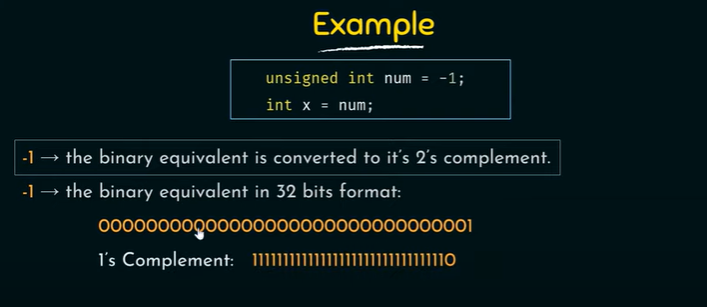 Example
unsigned int num = -1;
int x = num;
-1 → the binary equivalent is converted to it's 2's complement.
-1 → the binary equivalent in 32 bits format:
00000000000000000000000000000001
1's Complement: 11111111111111111111111111111110